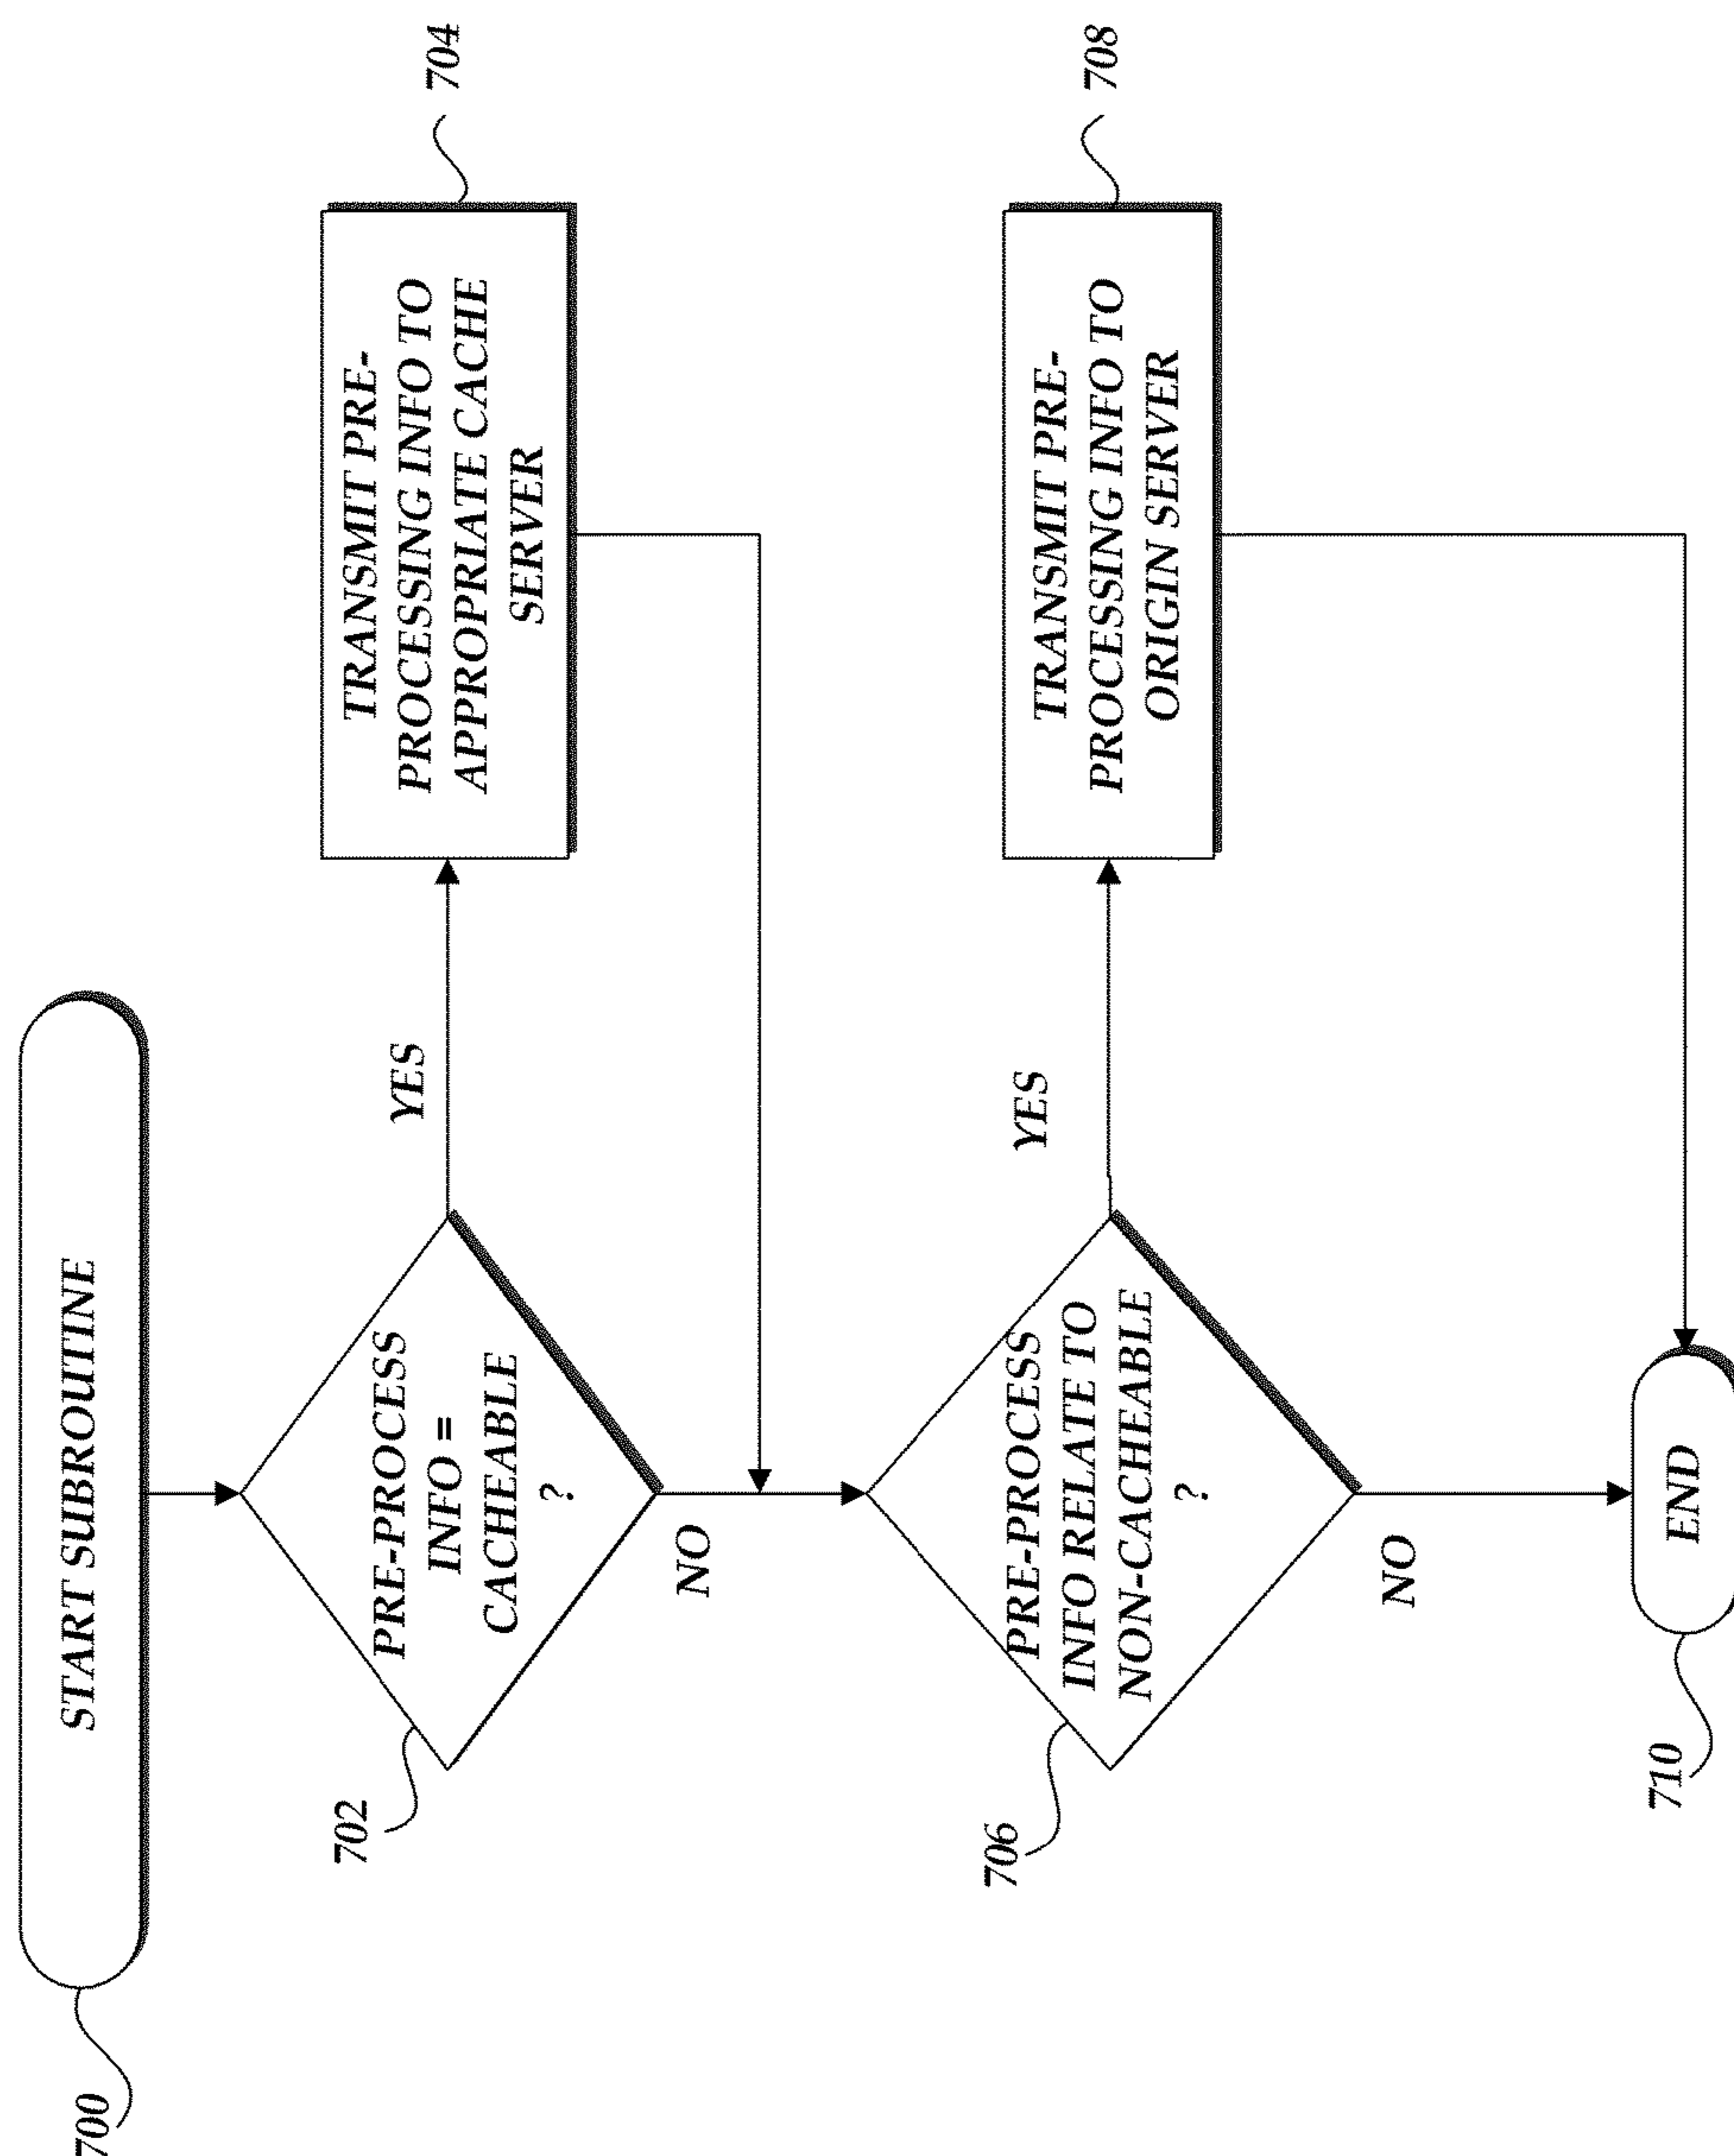 700
START SUBROUTINE
702
PRE-PROCESS
INFO =
CACHEABLE
?
YES
704
TRANSMIT PRE-
PROCESSING INFO TO
APPROPRIATE CACHE
SERVER
NO
706
PRE-PROCESS
INFO RELATE TO
NON-CACHEABLE
?
YES
708
TRANSMIT PRE-
PROCESSING INFO TO
ORIGIN SERVER
NO
710
END